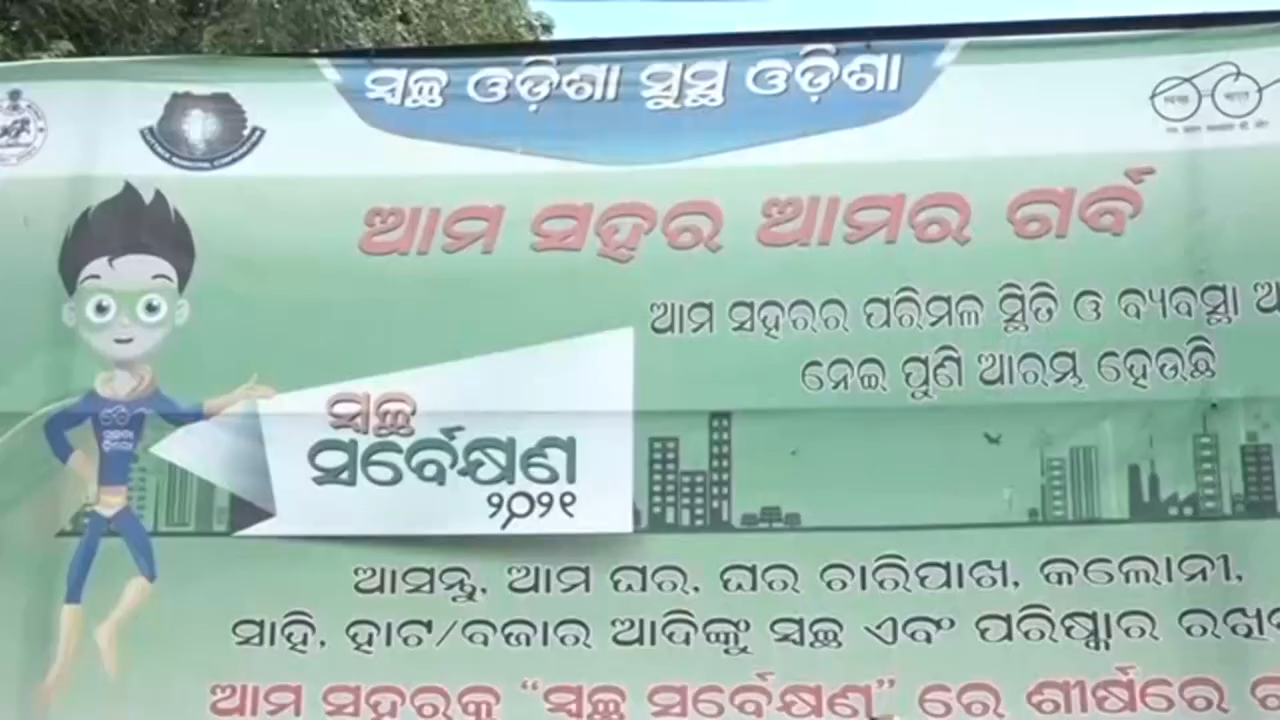 ସ୍ୱଚ୍ଛ ଓଡ଼ିଶା ସୁସ୍ଥ ଓଡ଼ିଶା
ଆମ ସହର ଆମର ଗର୍ବ
ଆମ ସହରର ପରିମଳ ସ୍ଥିତି ଓ ବ୍ୟବସ୍ଥା
ନେଇ ପୁଣି ଆରମ୍ଭ ହେଉଛି
ସ୍ୱଚ୍ଛ
ସର୍ବେକ୍ଷଣ
୨୦୨୧
ଆସନ୍ତୁ, ଆମ ଘର, ଘର ଚାରିପାଖ, କଲୋନୀ,
ସାହି, ହାଟ/ବଜାର ଆଦିଙ୍କୁ ସ୍ୱଚ୍ଛ ଏବଂ ପରିଷ୍କାର
ଆମ ସହରକୁ “ସ୍ୱଚ୍ଛ ସର୍ବେକ୍ଷଣ” ରେ ଶୀର୍ଷରେ